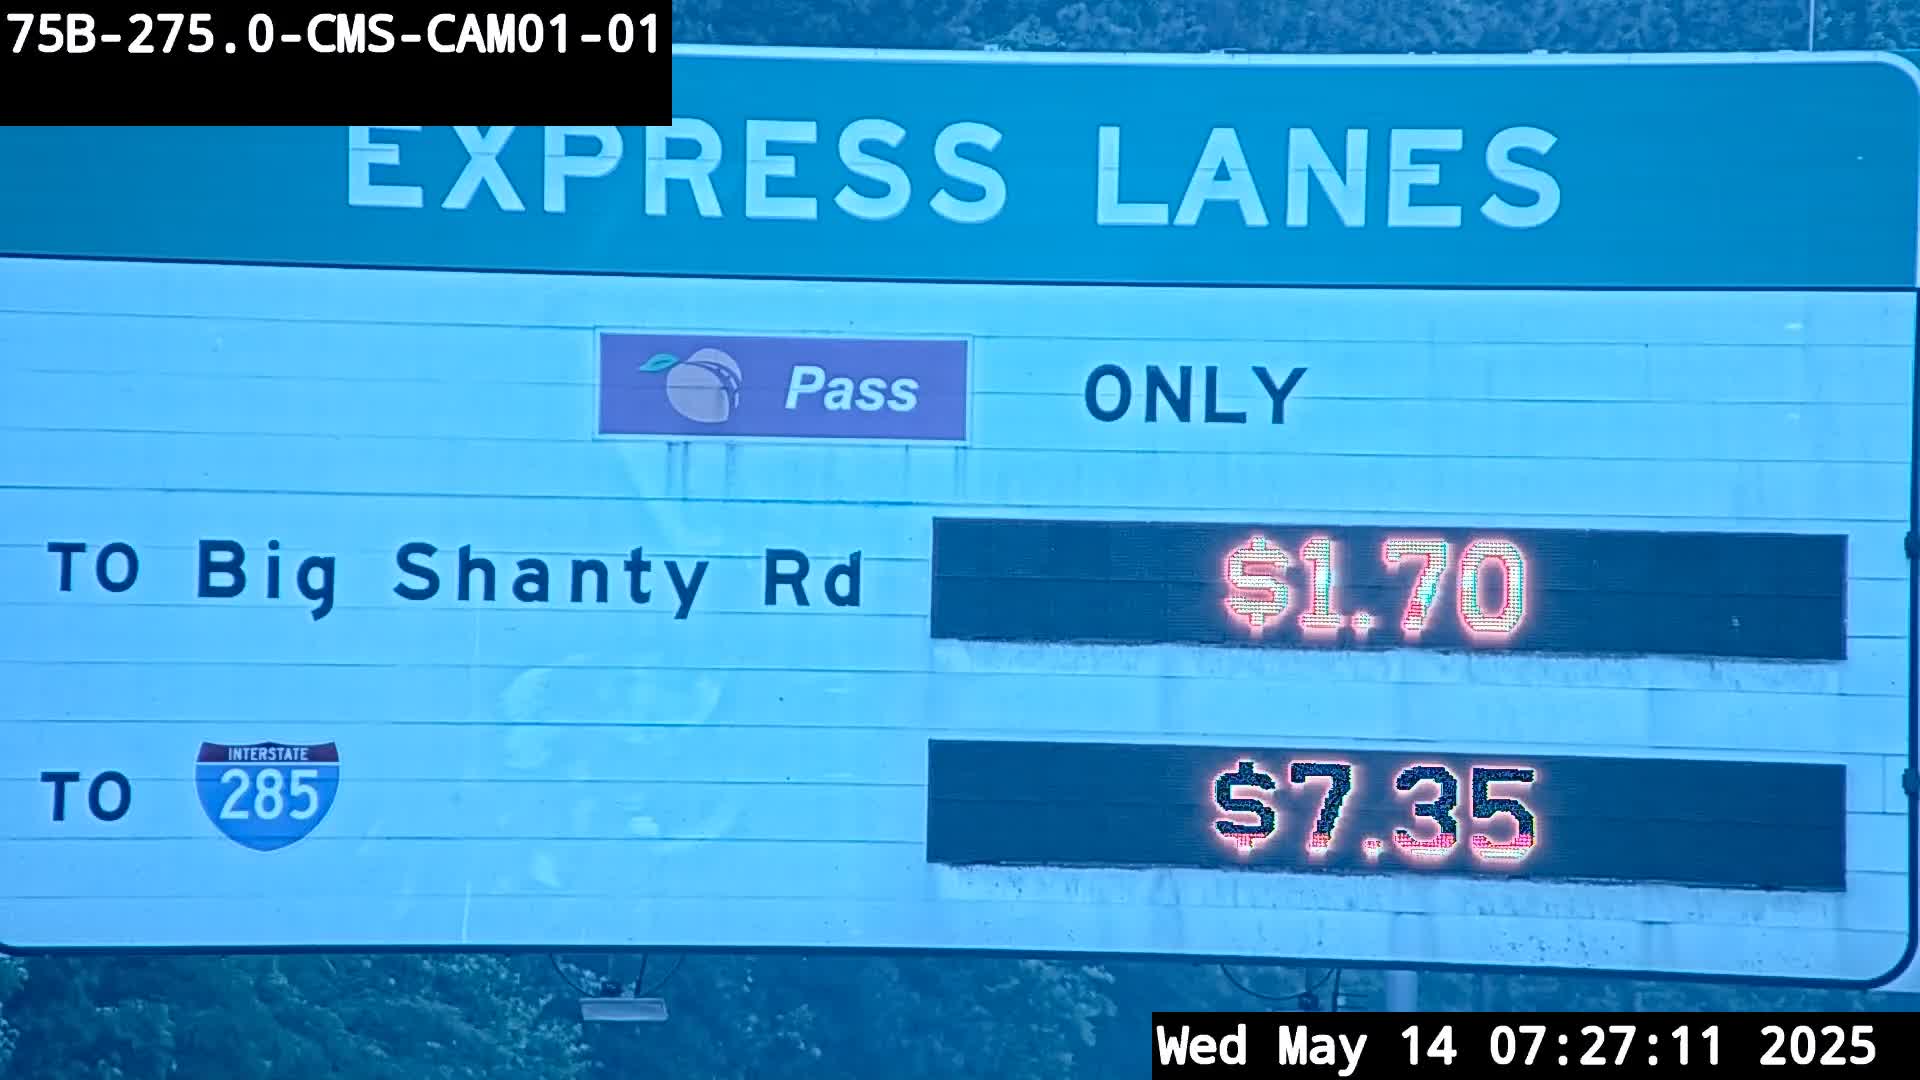 75B-275.0-CMS-CAM01-01
EXPRESS LANES
Pass ONLY
TO Big Shanty Rd $1.70
TO INTERSTATE 285 $7.35
Wed May 14 07:27:11 2025